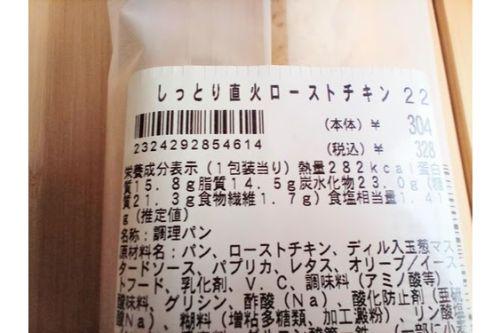 しっとり直火ローストチキン 22
(本体) ¥ 304
(税込) ¥ 328
2324292854614
栄養成分表示 (1包装当り) 熱量282kcal蛋白
質15.8g脂質14.5g炭水化物23.0g (糖
質21.3g食物繊維1.7g) 食塩相当量1.41
g (推定値)
名称:調理パン
原材料名:パン、ローストチキン、ディル入玉葱マス
タードソース、パプリカ、レタス、オリーブ/イース
トフード、乳化剤、V.C、調味料 (アミノ酸等)、
酸味料、グリシン、酢酸 (Na)、酸化防止剤 (亜硫
酸Na)、糊料 (増粘多糖類、加工澱粉)、リン酸